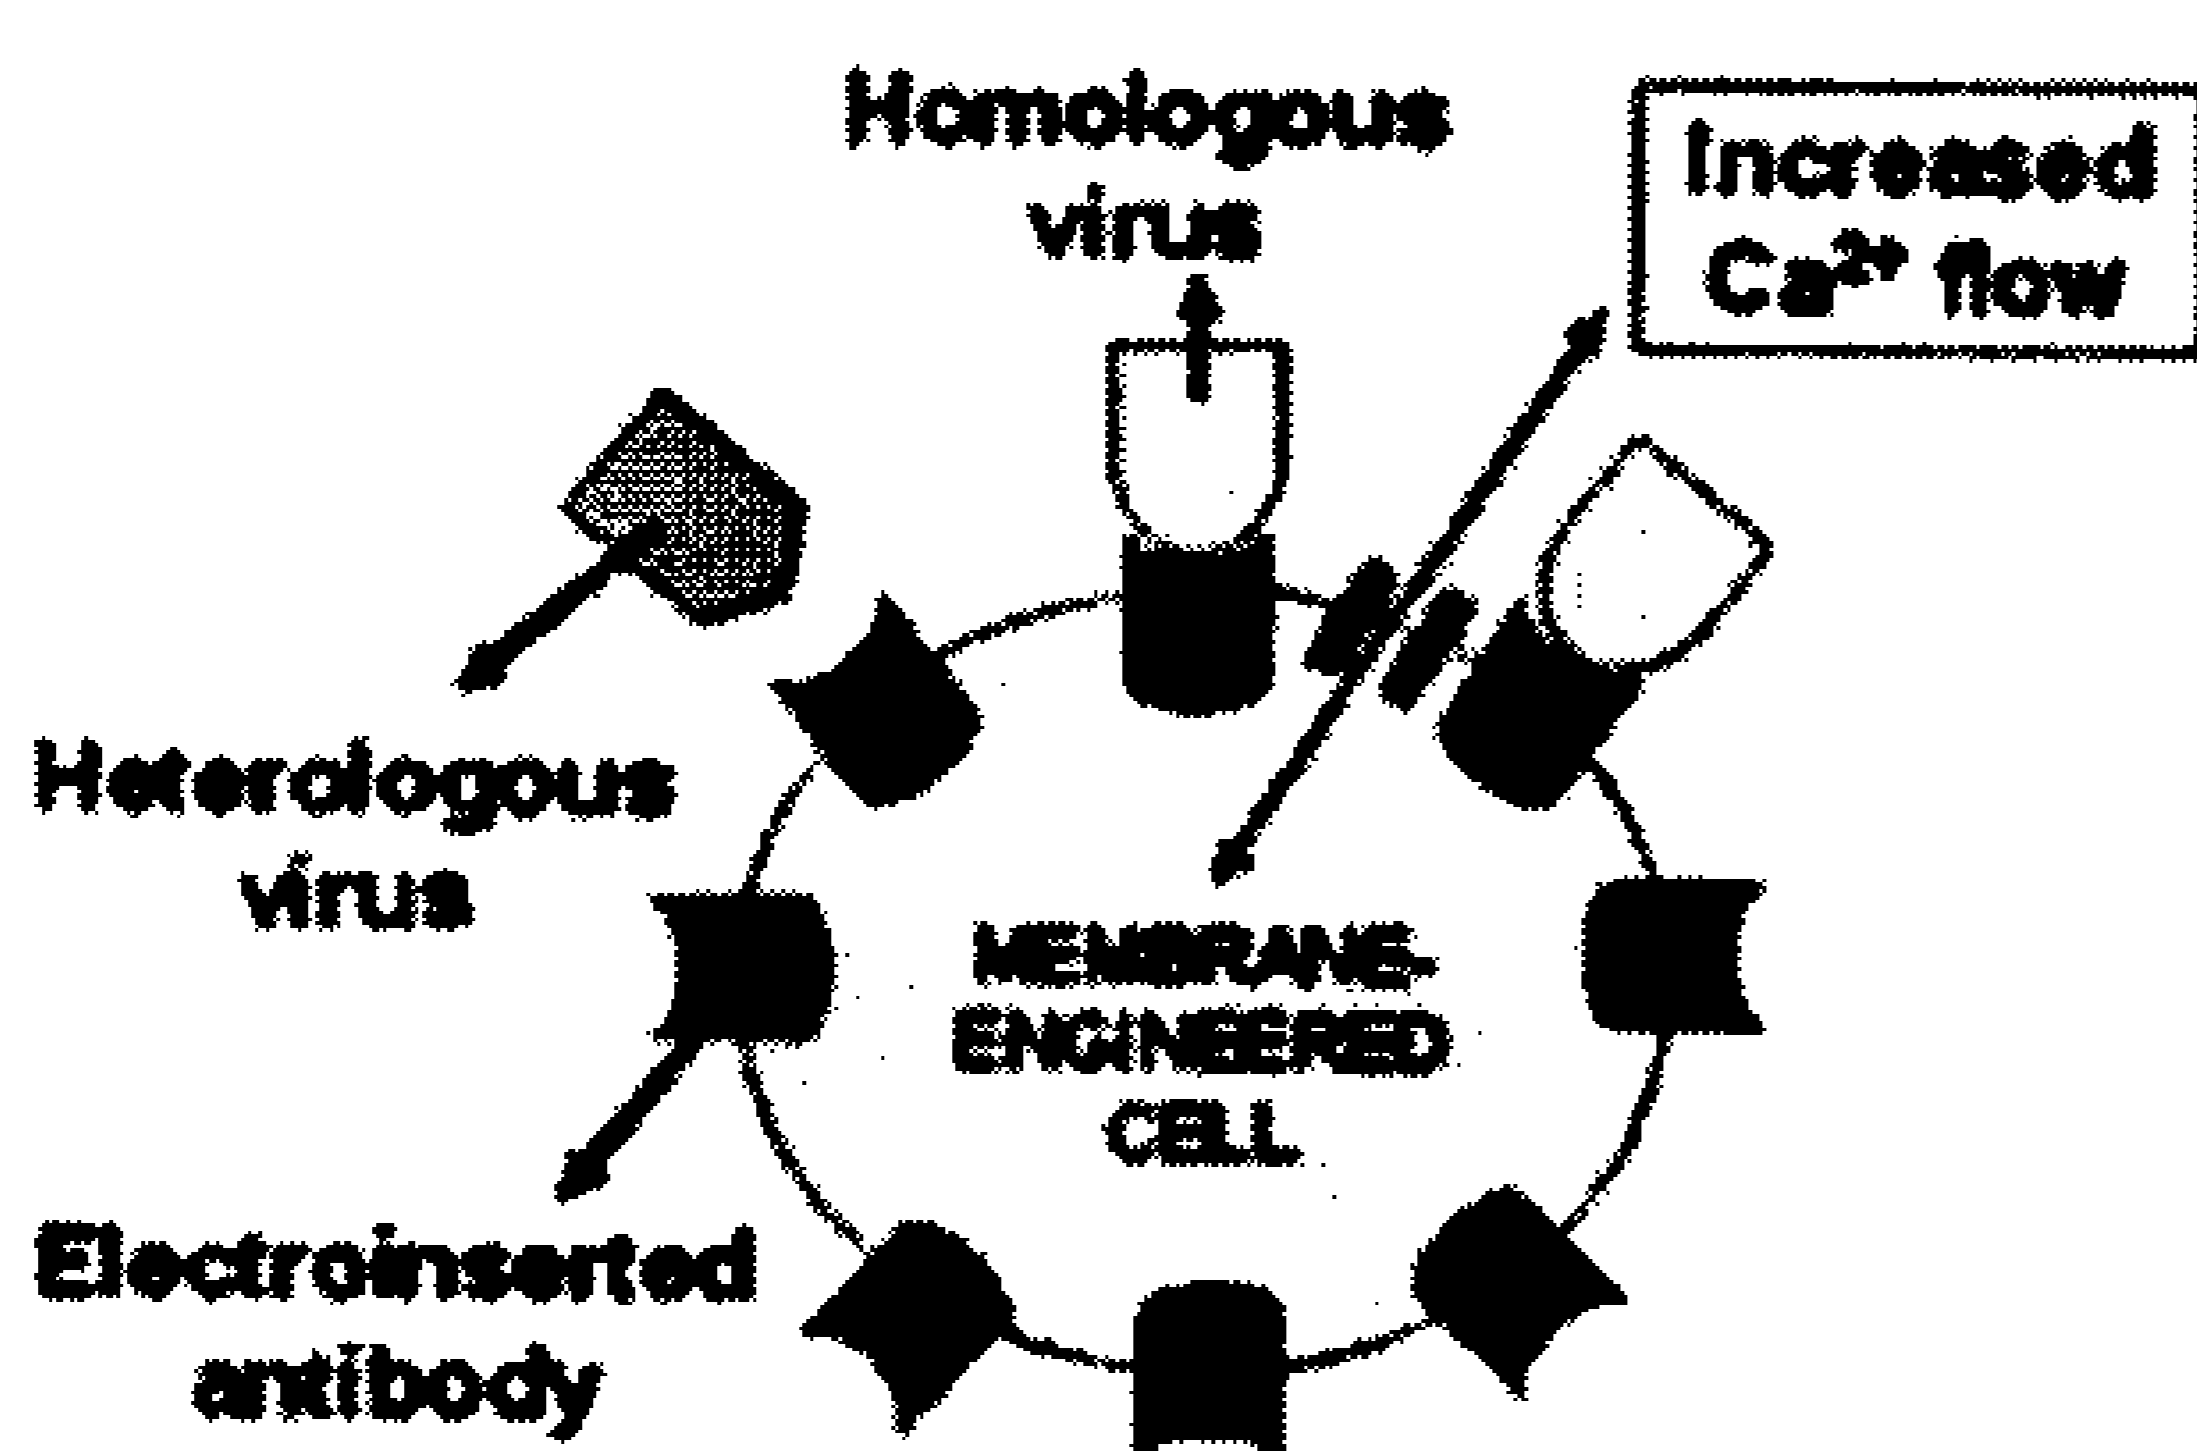 Homologous
virus
Increased
Ca²⁺ flow
Heterologous
virus
MEMBRANE-
ENGINEERED
CELL
Electroinserted
antibody